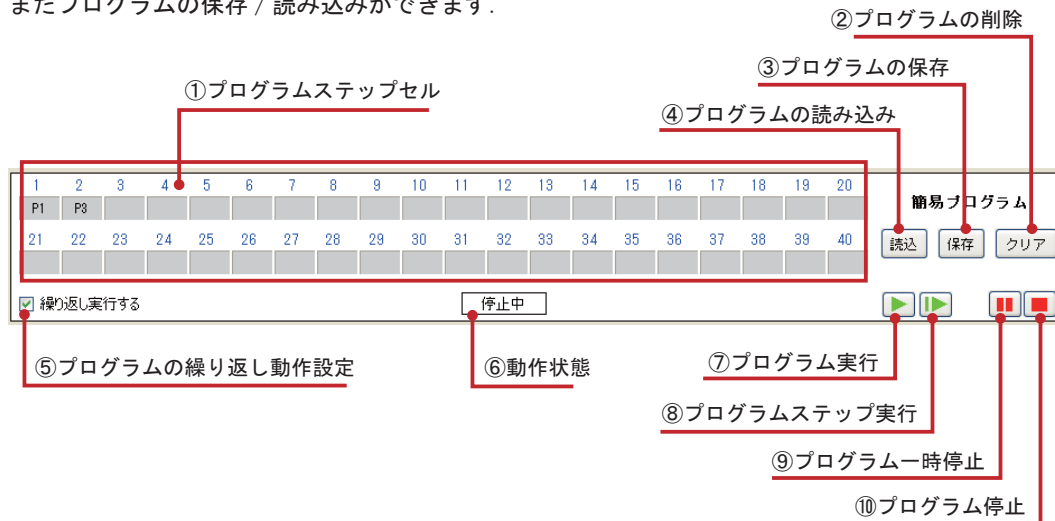 またプログラムの保存 / 読み込みができます.
②プログラムの削除
③プログラムの保存
①プログラムステップセル
④プログラムの読み込み
1 2 3 4 5 6 7 8 9 10 11 12 13 14 15 16 17 18 19 20
P1 P3
簡易プログラム
21 22 23 24 25 26 27 28 29 30 31 32 33 34 35 36 37 38 39 40
読込 保存 クリア
繰り返し実行する 停止中
⑤プログラムの繰り返し動作設定 ⑥動作状態 ⑦プログラム実行
⑧プログラムステップ実行
⑨プログラム一時停止
⑩プログラム停止